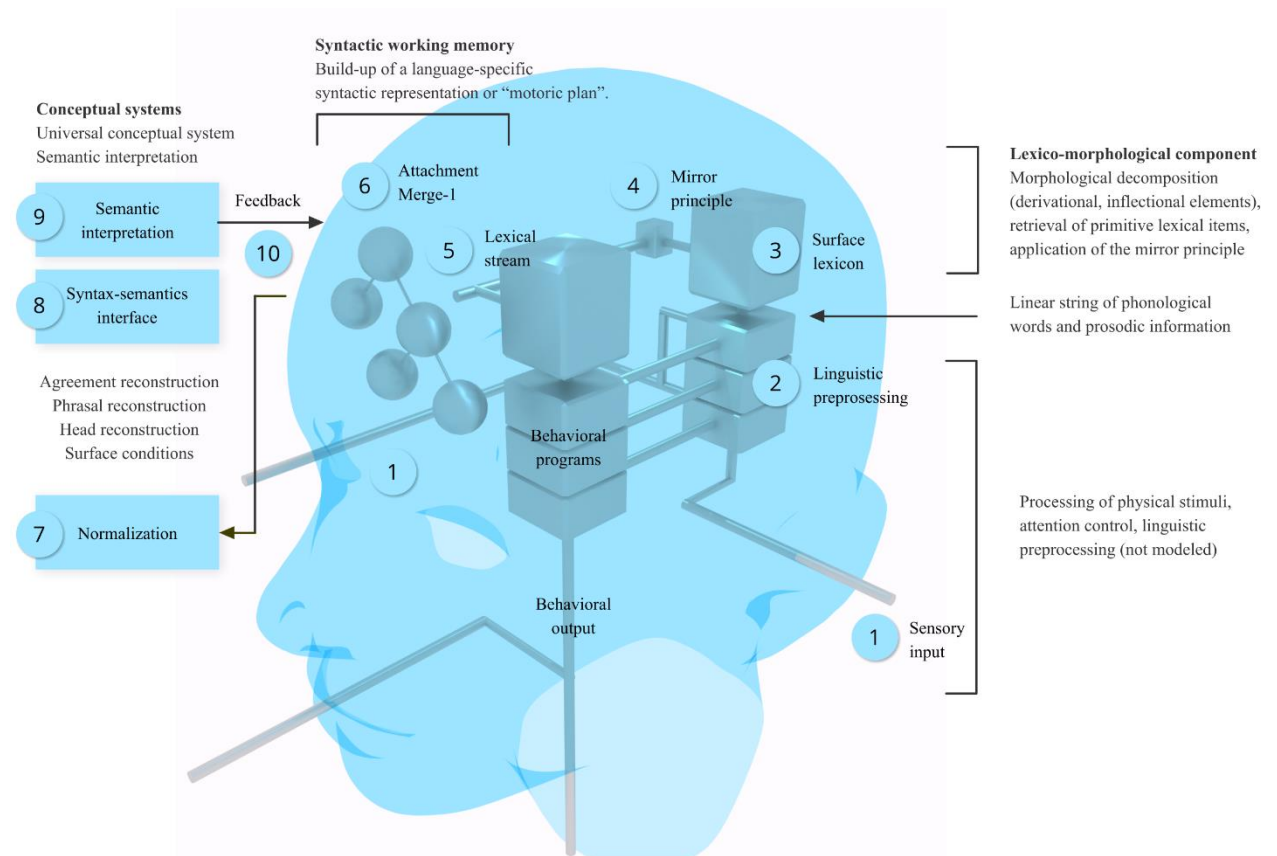 Syntactic working memory
Build-up of a language-specific
syntactic representation or “motoric plan”.
Conceptual systems
Universal conceptual system
Semantic interpretation
9
Semantic
interpretation
Feedback
10
8
Syntax-semantics
interface
Agreement reconstruction
Phrasal reconstruction
Head reconstruction
Surface conditions
7
Normalization
6
Attachment
Merge-1
5
Lexical
stream
4
Mirror
principle
3
Surface
lexicon
2
Linguistic
preprosessing
1
Behavioral
programs
Behavioral
output
1
Sensory
input
Lexico-morphological component
Morphological decomposition
(derivational, inflectional elements),
retrieval of primitive lexical items,
application of the mirror principle
Linear string of phonological
words and prosodic information
Processing of physical stimuli,
attention control, linguistic
preprocessing (not modeled)